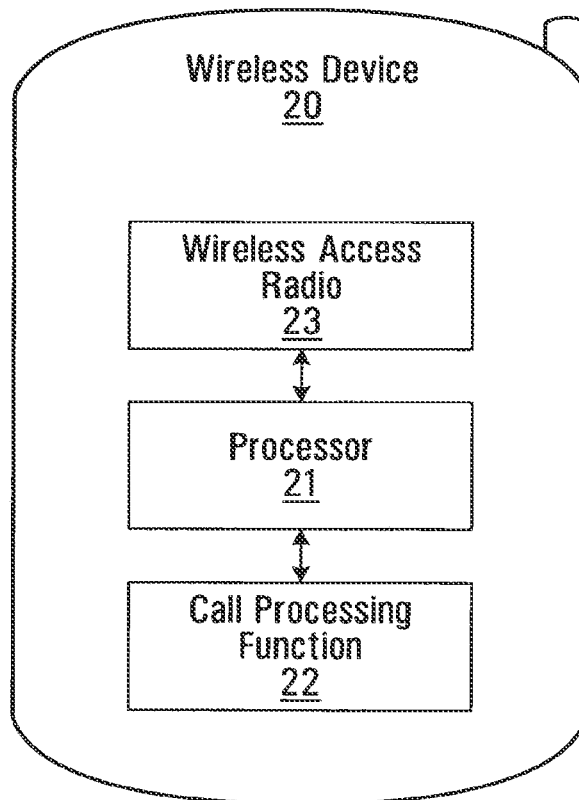 Wireless Device
20
Wireless Access
Radio
23
Processor
21
Call Processing
Function
22